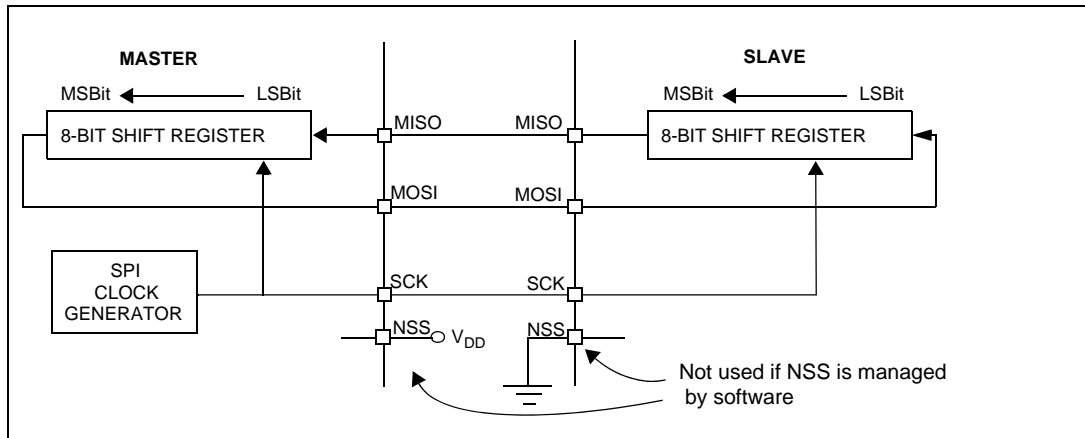 MASTER
SLAVE
MSBit LSBit
MSBit LSBit
8-BIT SHIFT REGISTER
MISO
MISO
8-BIT SHIFT REGISTER
MOSI
MOSI
SPI
CLOCK
GENERATOR
SCK
SCK
NSS
VDD
NSS
Not used if NSS is managed
by software